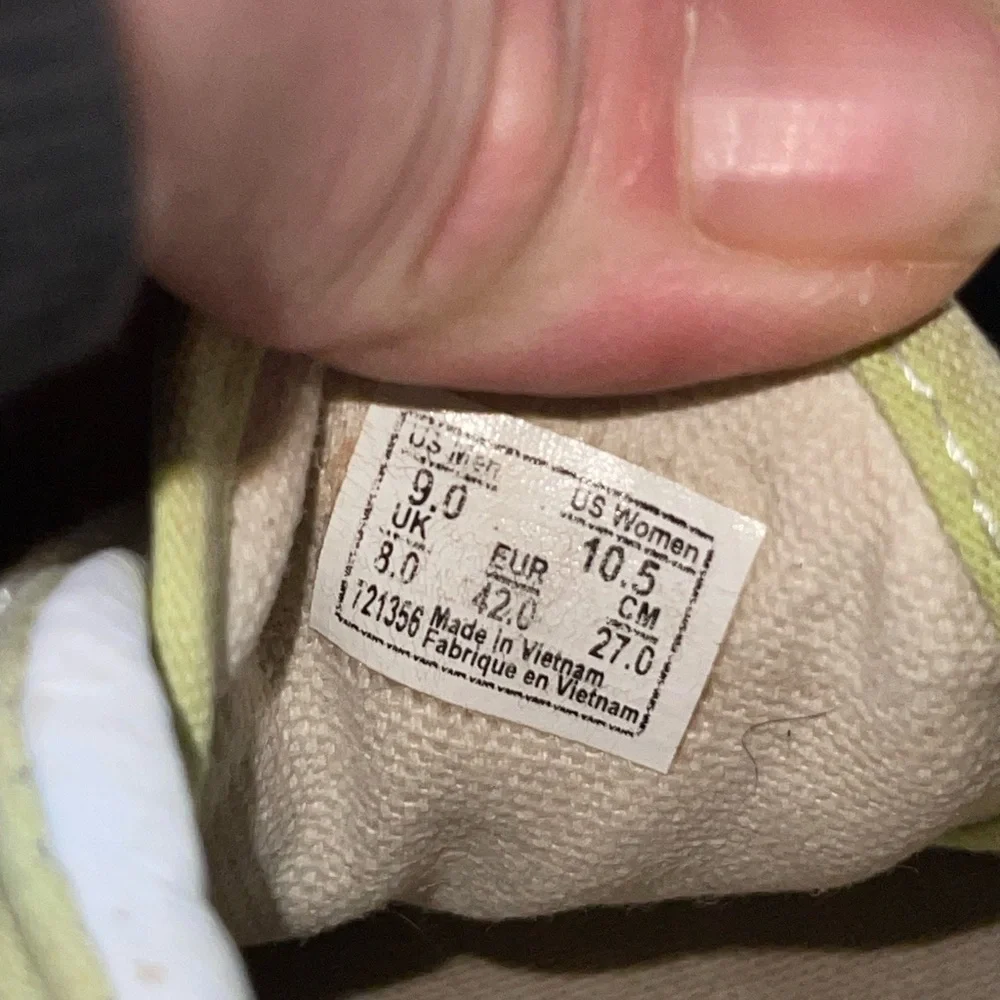 US Men US Women
9.0 10.5
UK EUR CM
8.0 42.0 27.0
721356 Made in Vietnam
Fabrique en Vietnam